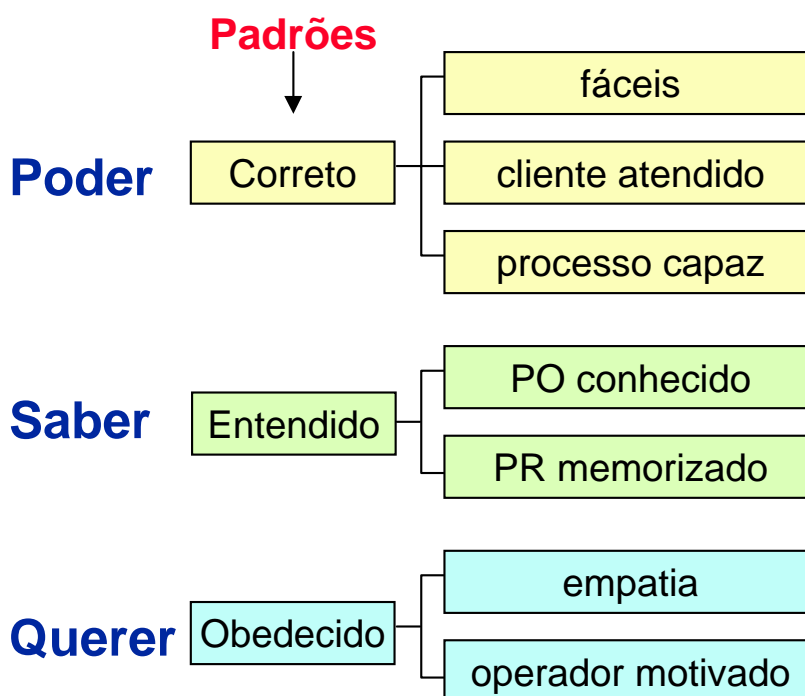 Padrões
Poder
Correto
fáceis
cliente atendido
processo capaz
Saber
Entendido
PO conhecido
PR memorizado
Querer
Obedecido
empatia
operador motivado